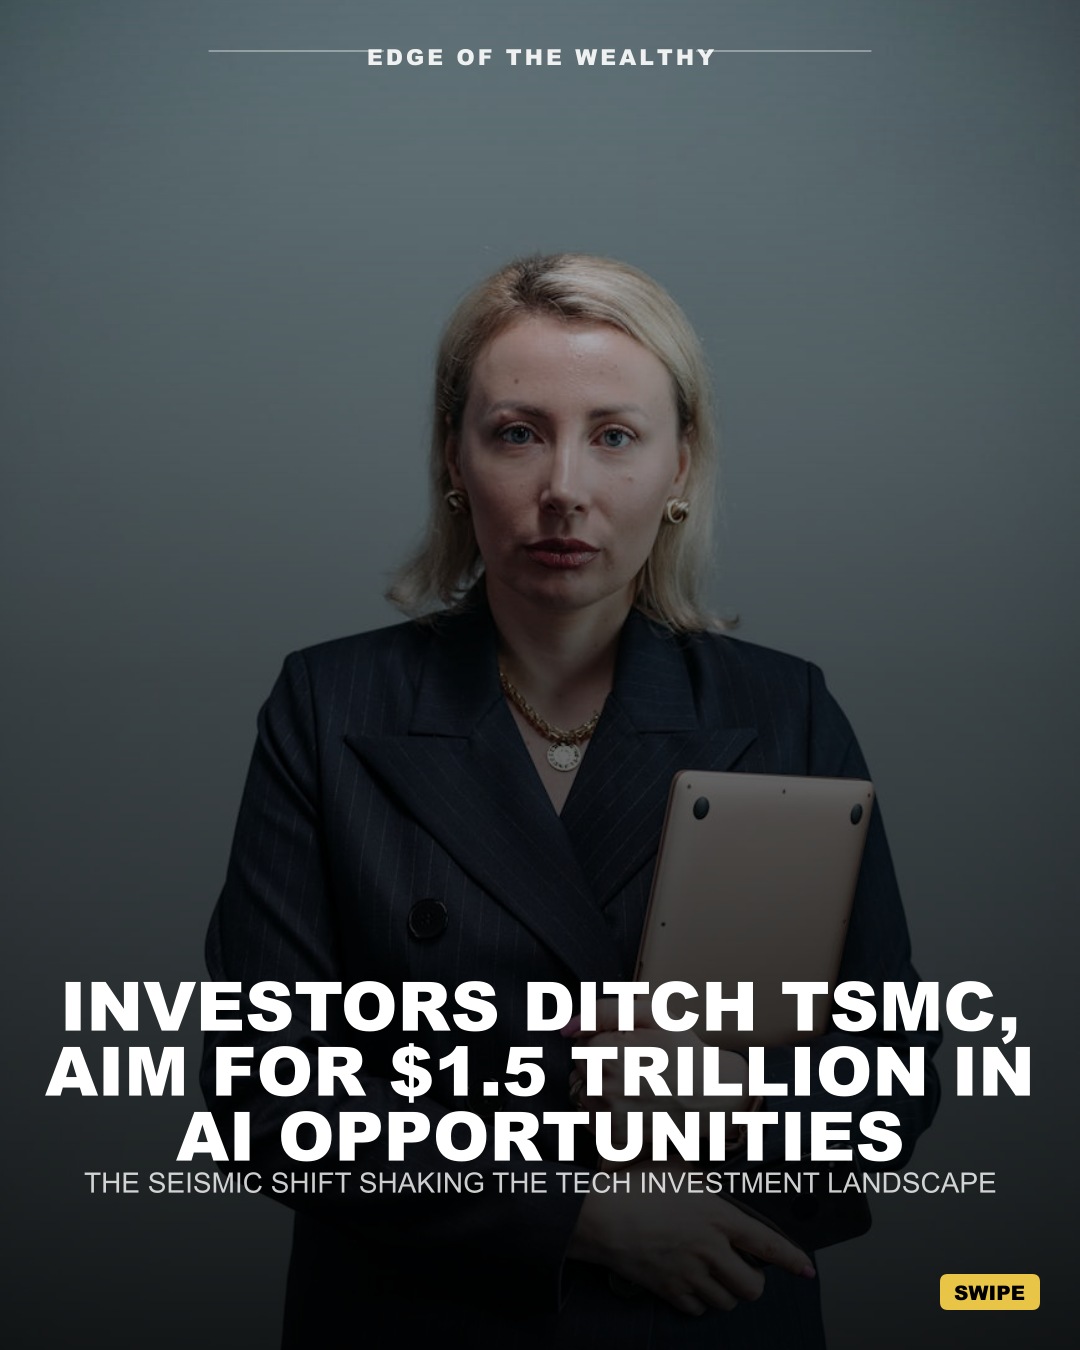 EDGE OF THE WEALTHY
INVESTORS DITCH TSMC,
AIM FOR $1.5 TRILLION IN
AI OPPORTUNITIES
THE SEISMIC SHIFT SHAKING THE TECH INVESTMENT LANDSCAPE
SWIPE